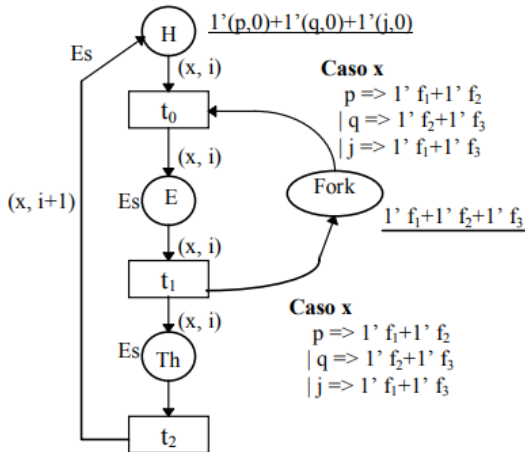 H 1'(p,0)+1'(q,0)+1'(j,0)
Es
(x, i)
Caso x
p => 1' f₁+1' f₂
| q => 1' f₂+1' f₃
| j => 1' f₁+1' f₃
t₀
(x, i)
Fork
1' f₁+1' f₂+1' f₃
(x, i+1)
Es E
(x, i)
t₁
(x, i)
Caso x
p => 1' f₁+1' f₂
| q => 1' f₂+1' f₃
| j => 1' f₁+1' f₃
Es Th
t₂